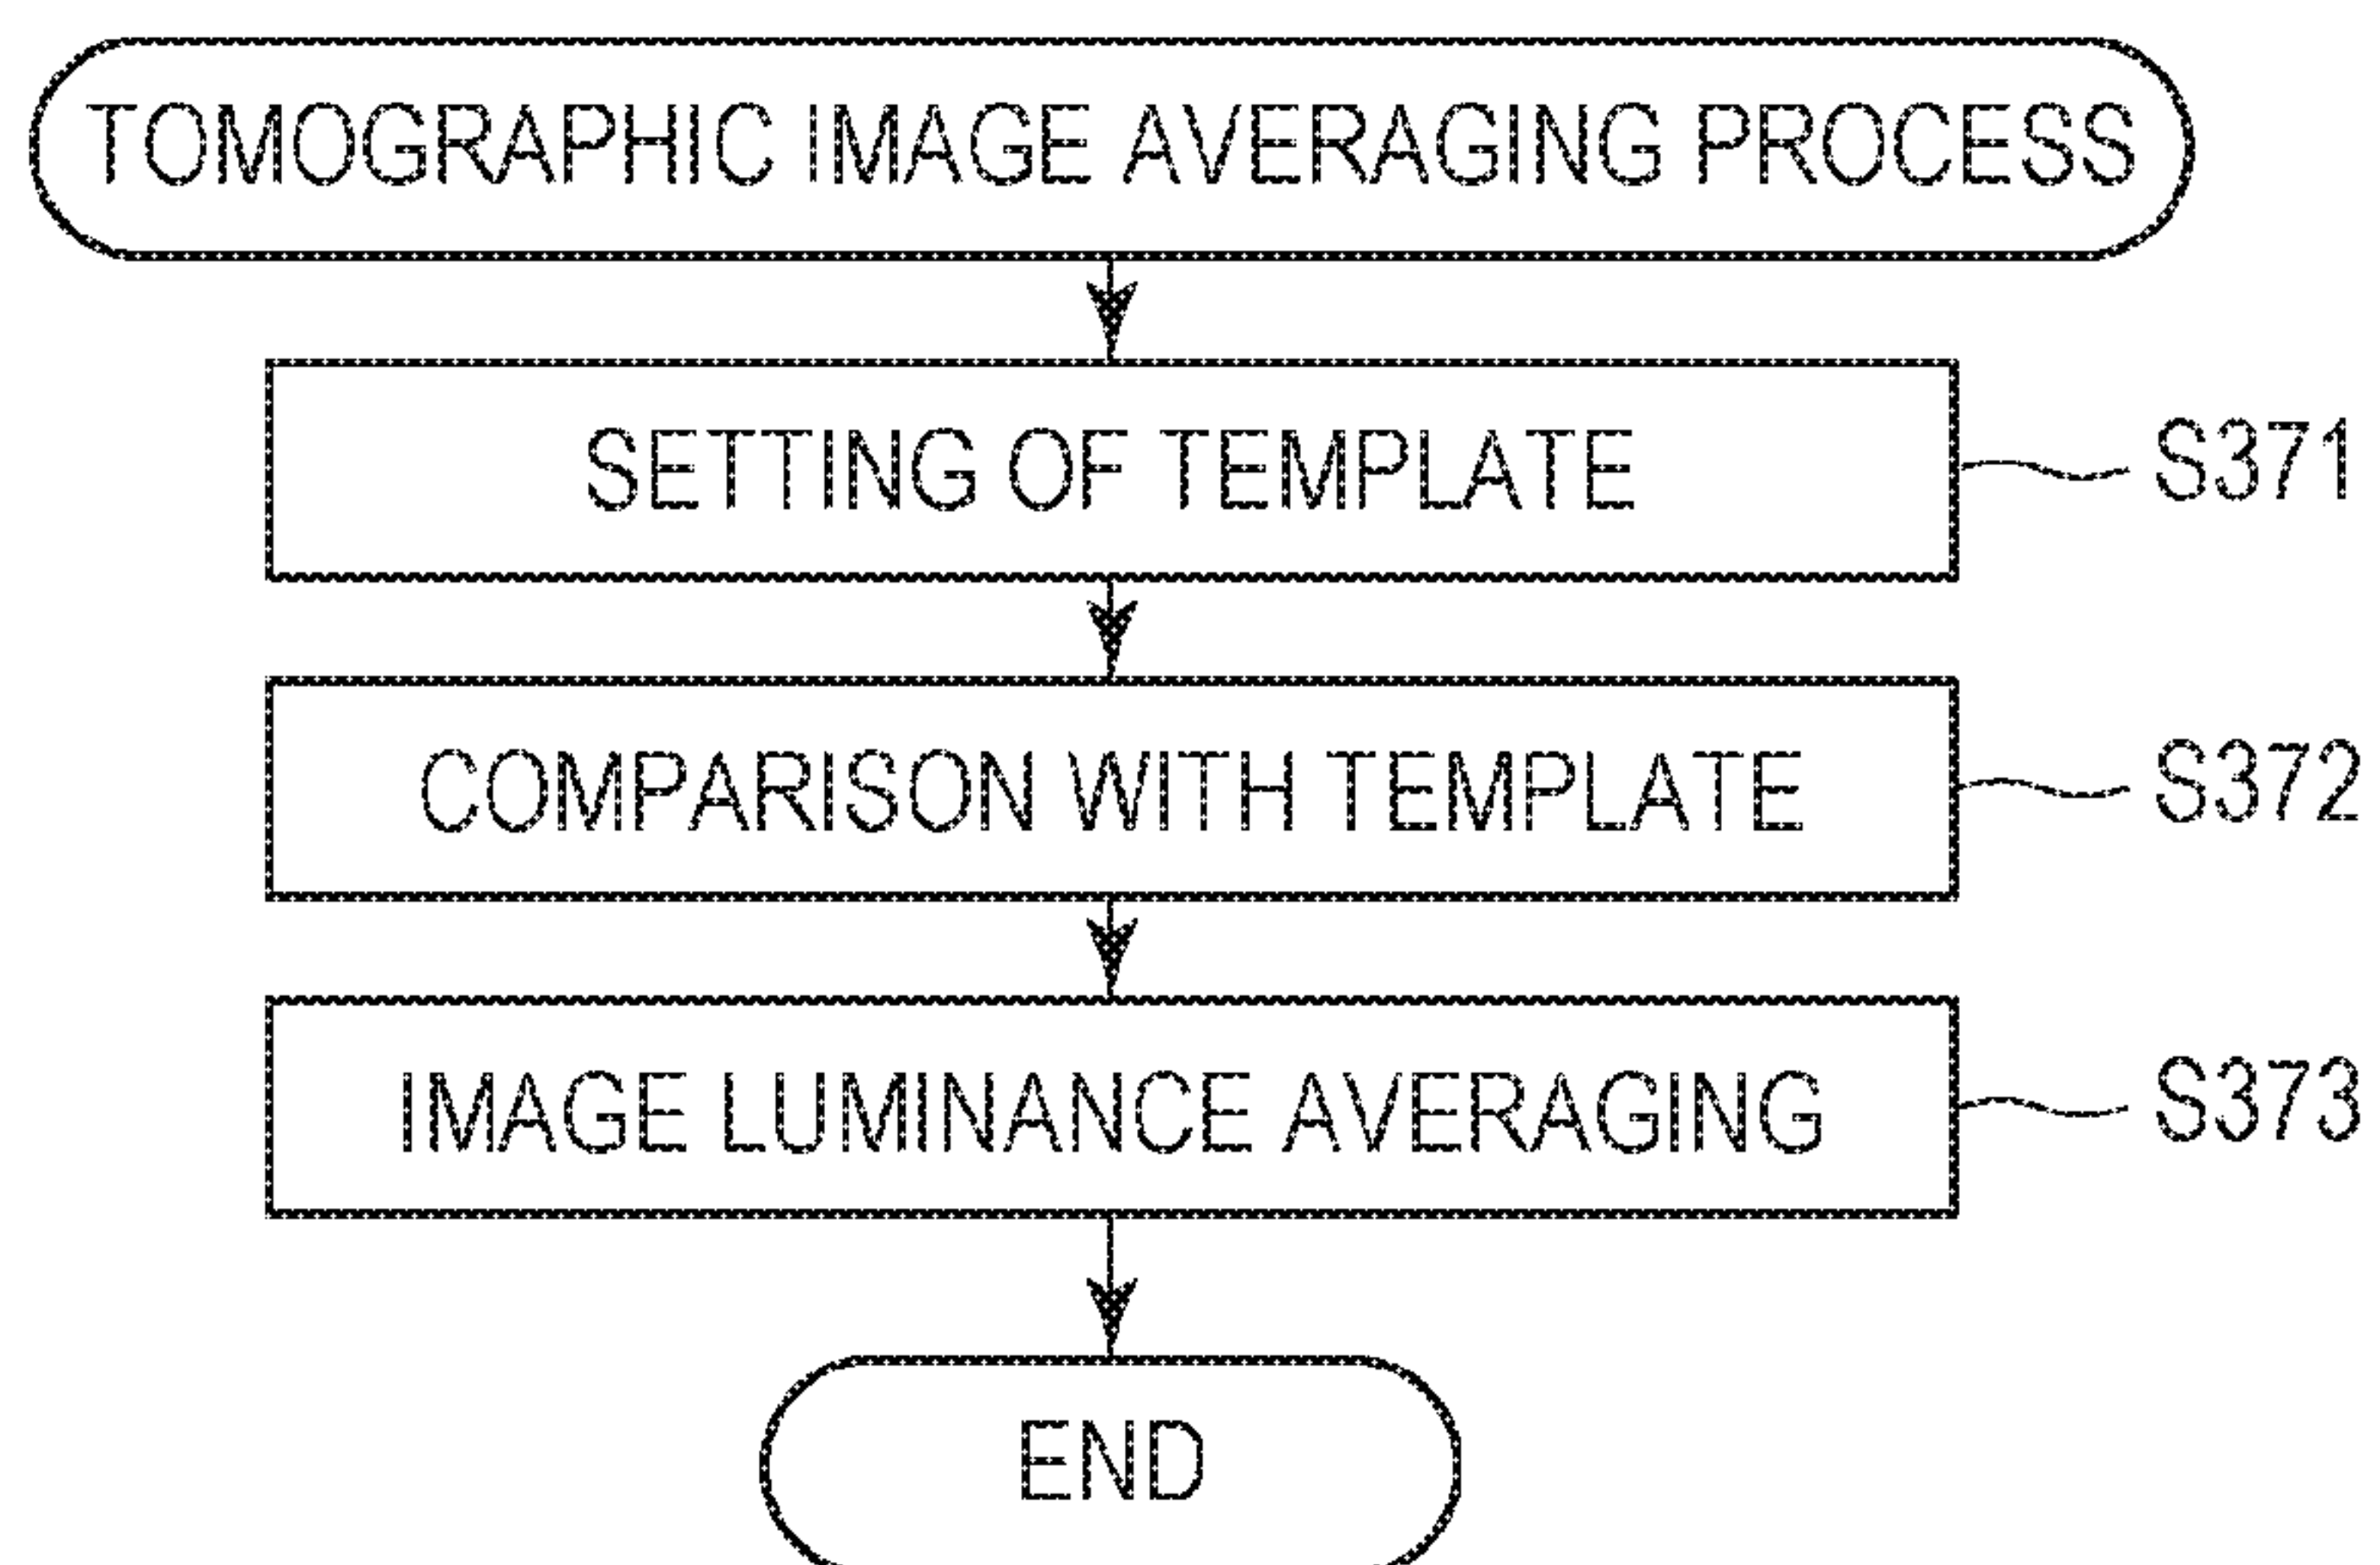 TOMOGRAPHIC IMAGE AVERAGING PROCESS
SETTING OF TEMPLATE S371
COMPARISON WITH TEMPLATE S372
IMAGE LUMINANCE AVERAGING S373
END